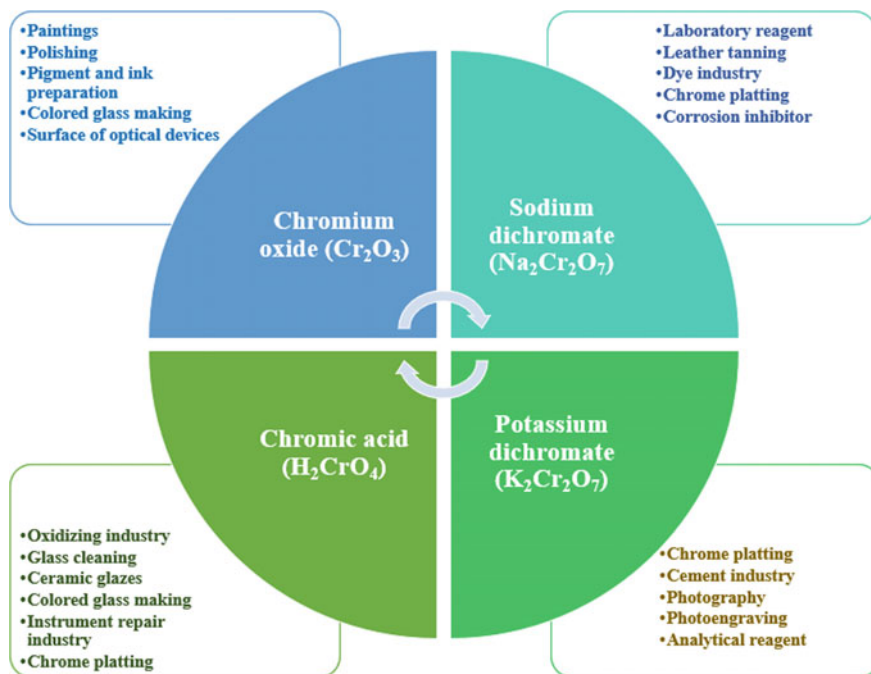 •Paintings
•Polishing
•Pigment and ink
preparation
•Colored glass making
•Surface of optical devices
•Laboratory reagent
•Leather tanning
•Dye industry
•Chrome platting
•Corrosion inhibitor
Chromium
oxide (Cr₂O₃)
Sodium
dichromate
(Na₂Cr₂O₇)
Chromic acid
(H₂CrO₄)
Potassium
dichromate
(K₂Cr₂O₇)
•Oxidizing industry
•Glass cleaning
•Ceramic glazes
•Colored glass making
•Instrument repair
industry
•Chrome platting
•Chrome platting
•Cement industry
•Photography
•Photoengraving
•Analytical reagent